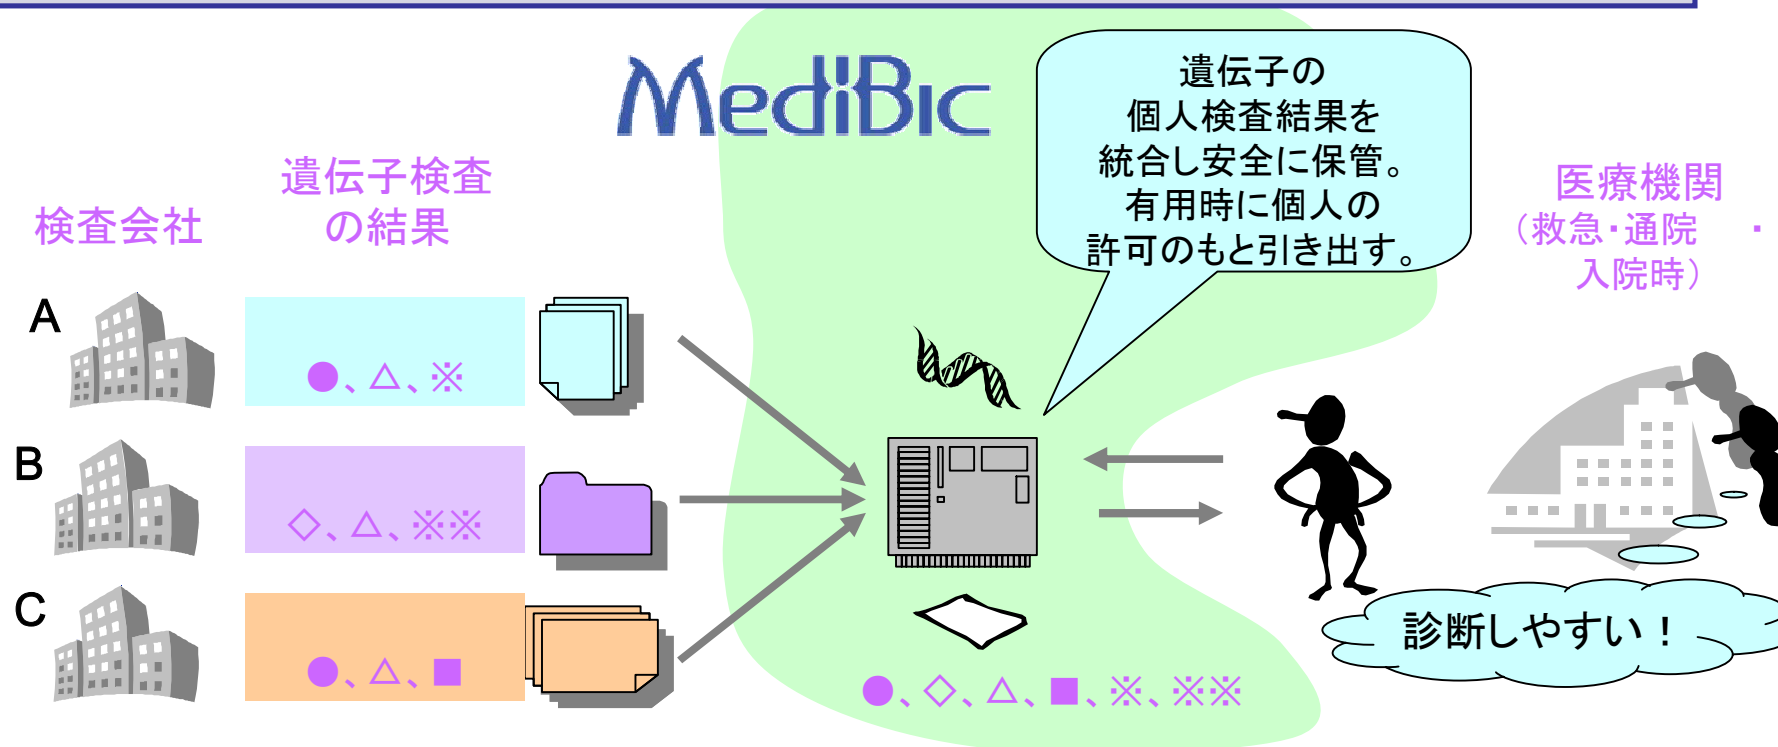 MediBic
遺伝子の
個人検査結果を
統合し安全に保管。
有用時に個人の
許可のもと引き出す。
検査会社
遺伝子検査
の結果
医療機関
（救急・通院　・
入院時）
A
●、△、※
B
◇、△、※※
C
●、△、■
●、◇、△、■、※、※※
診断しやすい！